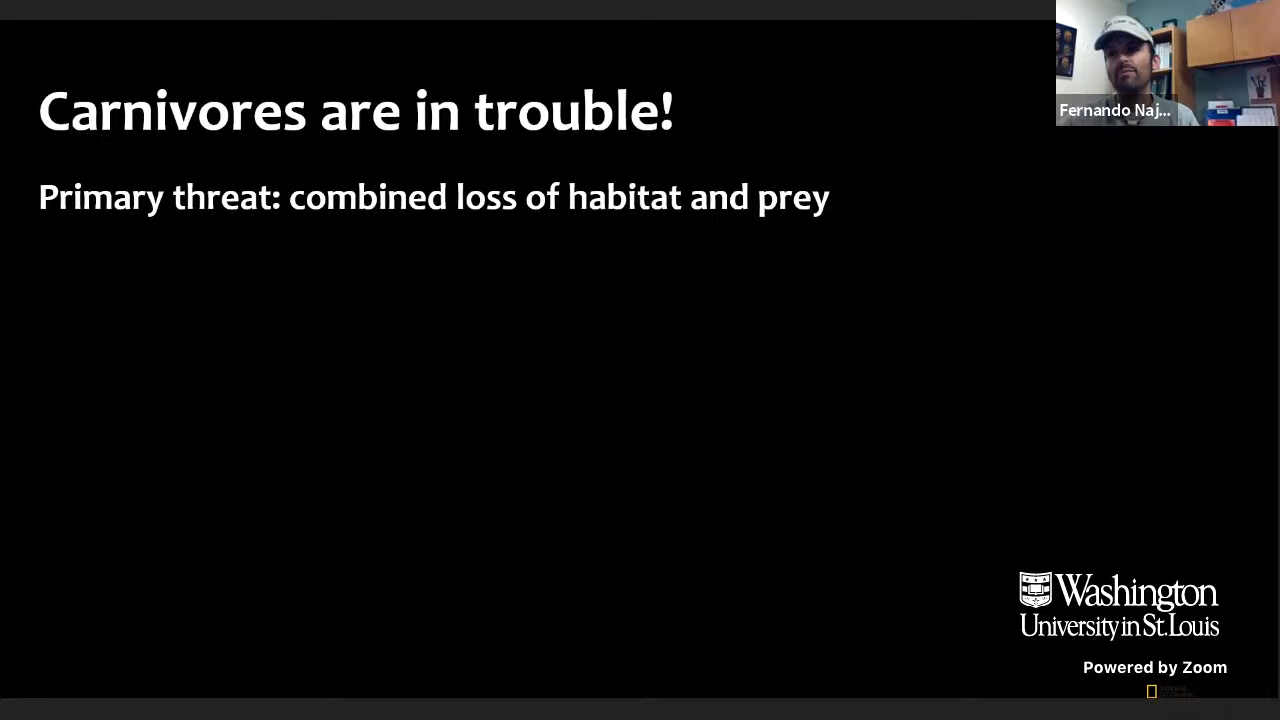 Carnivores are in trouble!
Fernando Naj...
Primary threat: combined loss of habitat and prey
Washington
University in St. Louis
Powered by Zoom